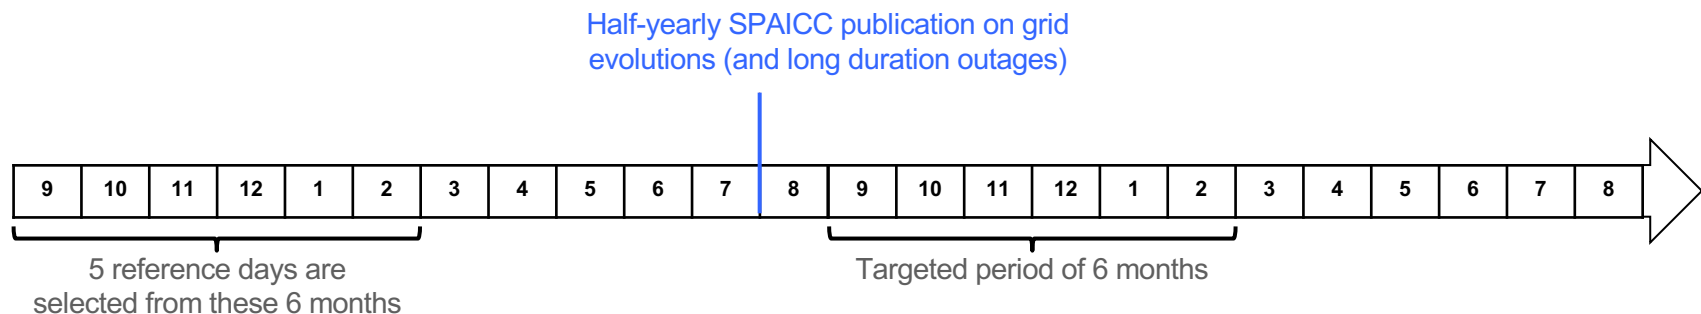 Half-yearly SPAICC publication on grid
evolutions (and long duration outages)
9 10 11 12 1 2 3 4 5 6 7 8 9 10 11 12 1 2 3 4 5 6 7 8
5 reference days are
selected from these 6 months
Targeted period of 6 months